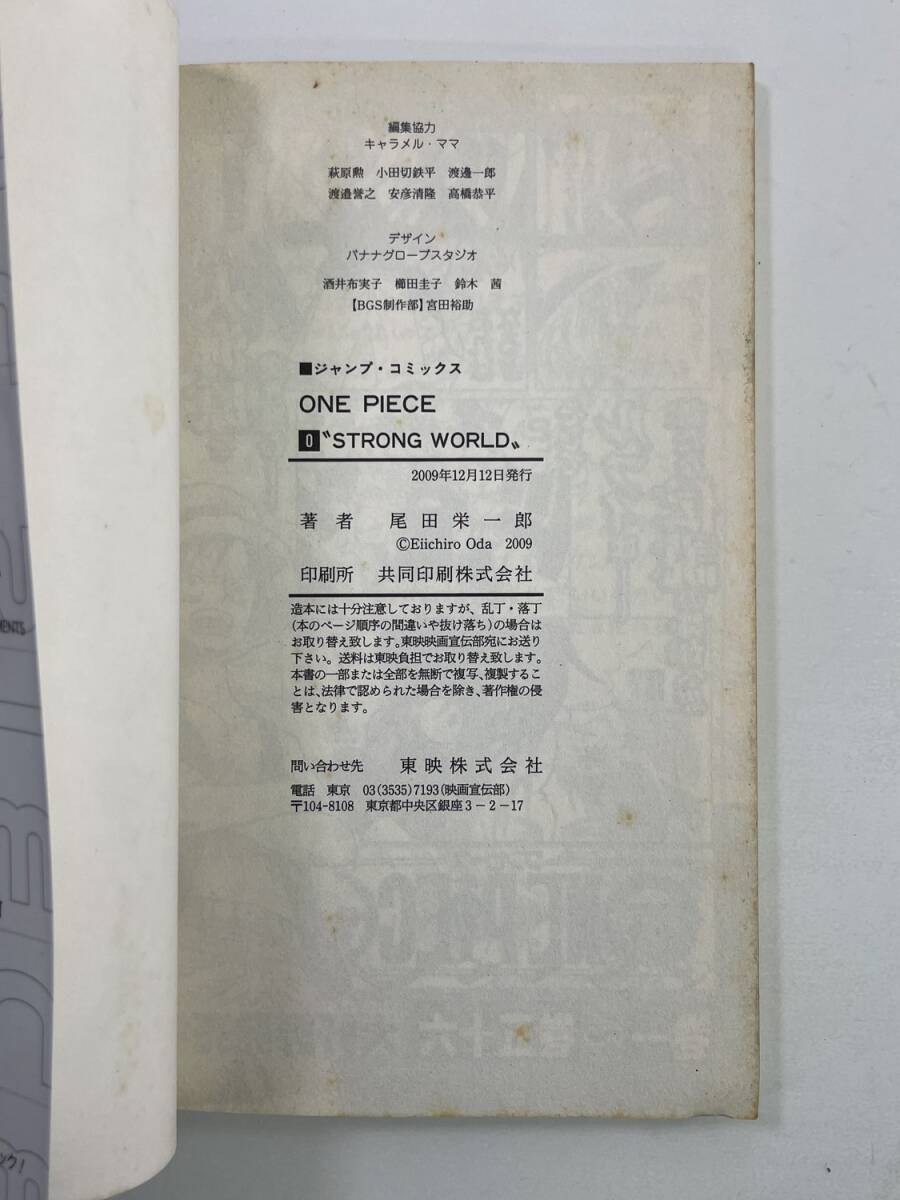 編集協力
キャラメル・ママ
萩原勲 小田切鉄平 渡邊一郎
渡邉誉之 安彦清隆 高橋恭平
デザイン
バナナグローブスタジオ
酒井布実子 櫛田圭子 鈴木 茜
【BGS制作部】宮田裕助
■ジャンプ・コミックス
ONE PIECE
0 〝STRONG WORLD〟
2009年12月12日発行
著者 尾田栄一郎
©Eiichiro Oda 2009
印刷所 共同印刷株式会社
造本には十分注意しておりますが、乱丁・落丁
(本のページ順序の間違いや抜け落ち)の場合は
お取り替え致します。東映映画宣伝部宛にお送り
下さい。送料は東映負担でお取り替え致します。
本書の一部または全部を無断で複写、複製するこ
とは、法律で認められた場合を除き、著作権の侵
害となります。
問い合わせ先 東映株式会社
電話 東京 03(3535)7193(映画宣伝部)
〒104-8108 東京都中央区銀座3-2-17